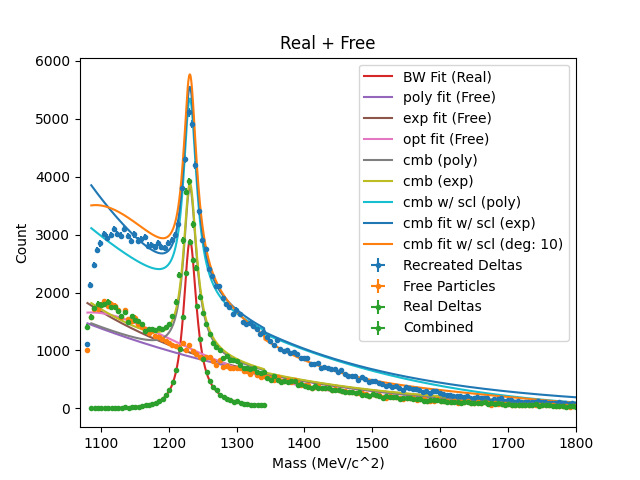 Real + Free
6000
5000
4000
3000
2000
1000
0
Count
BW Fit (Real)
poly fit (Free)
exp fit (Free)
opt fit (Free)
cmb (poly)
cmb (exp)
cmb w/ scl (poly)
cmb fit w/ scl (exp)
cmb fit w/ scl (deg: 10)
Recreated Deltas
Free Particles
Real Deltas
Combined
1100 1200 1300 1400 1500 1600 1700 1800
Mass (MeV/c^2)